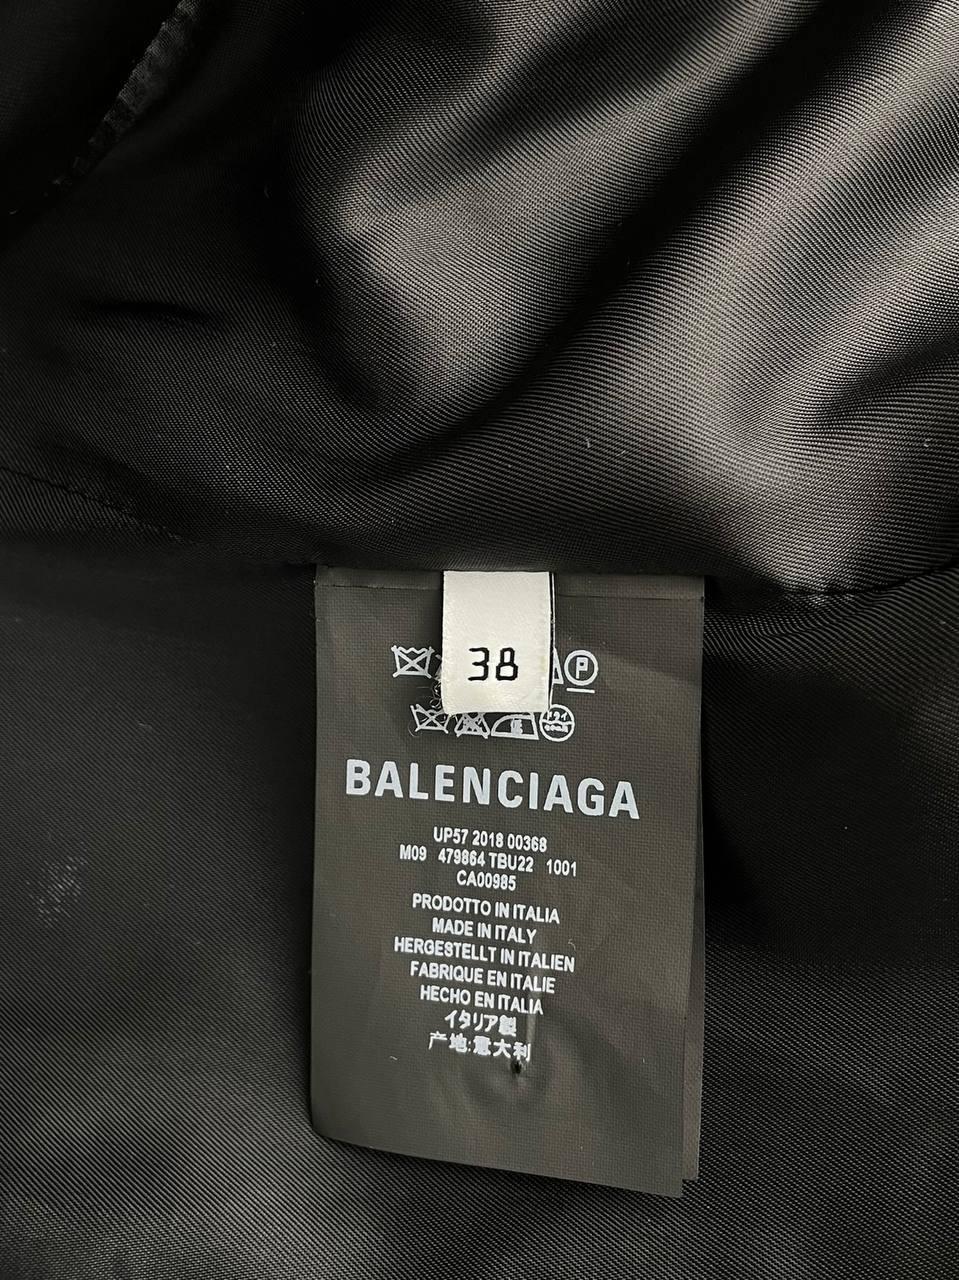 38
P
BALENCIAGA
UP57 2018 00368
M09 479864 TBU22 1001
CA00985
PRODOTTO IN ITALIA
MADE IN ITALY
HERGESTELLT IN ITALIEN
FABRIQUE EN ITALIE
HECHO EN ITALIA
イタリア製
产地:意大利